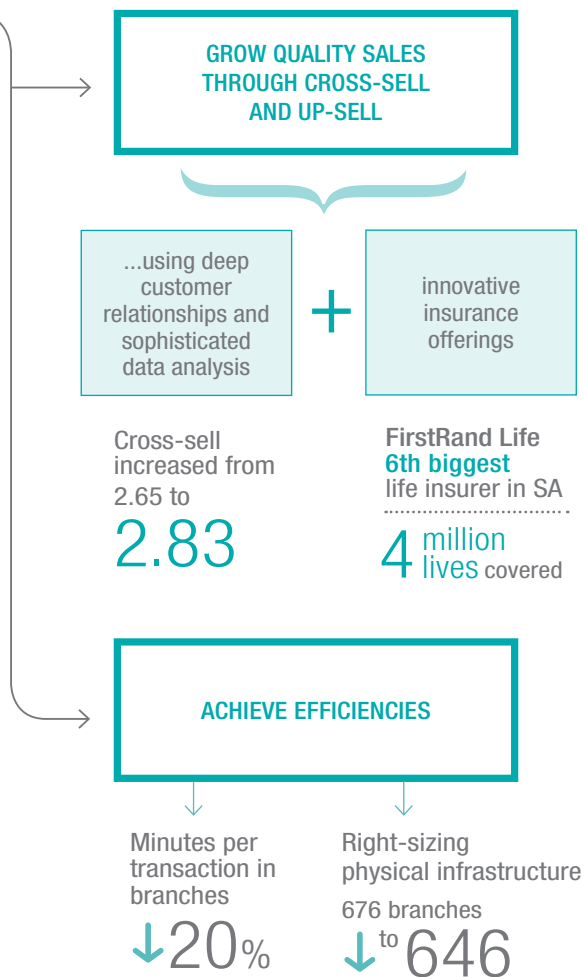 GROW QUALITY SALES
THROUGH CROSS-SELL
AND UP-SELL
...using deep
customer
relationships and
sophisticated
data analysis
+
innovative
insurance
offerings
Cross-sell
increased from
2.65 to
2.83
FirstRand Life
6th biggest
life insurer in SA
4 million
lives covered
ACHIEVE EFFICIENCIES
Minutes per
transaction in
branches
↓20%
Right-sizing
physical infrastructure
676 branches
↓ to 646